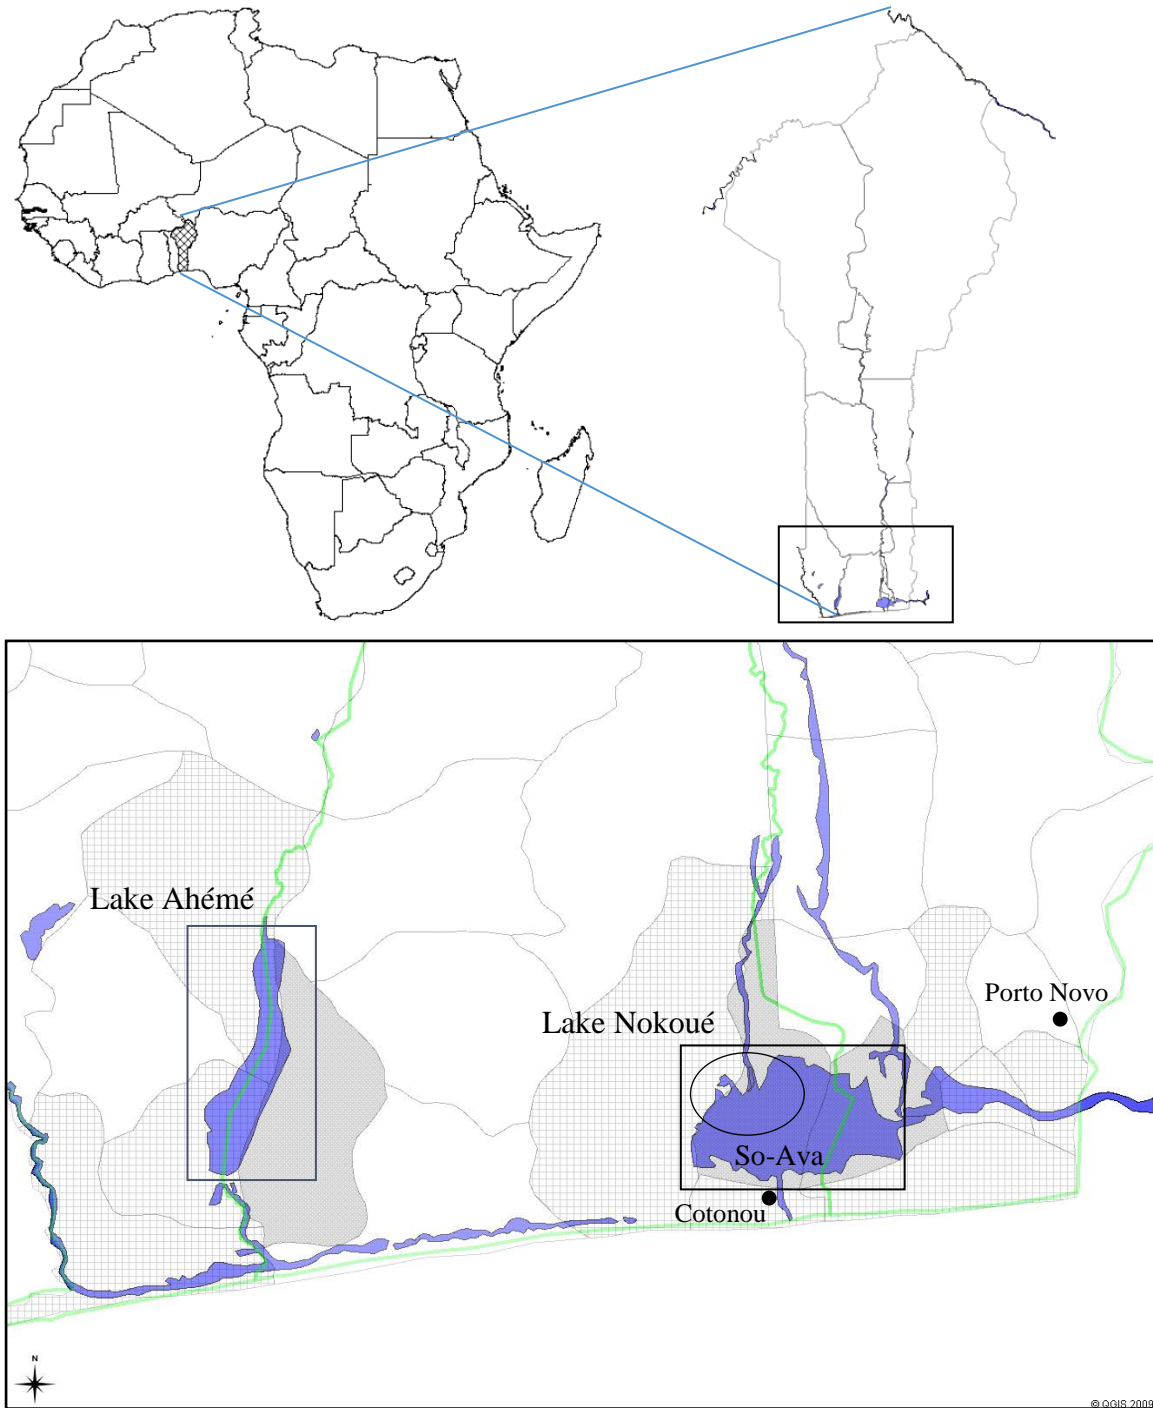 Lake Ahémé
Porto Novo
Lake Nokoué
So-Ava
Cotonou
N
© QGIS 2009